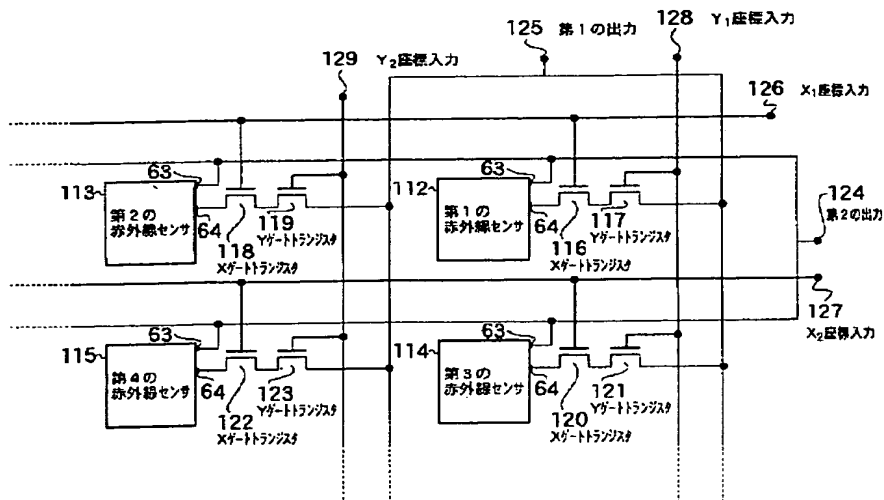 128 Y₁座標入力
125 第1の出力
129 Y₂座標入力
126 X₁座標入力
63
113
第2の
赤外線センサ
64
118
Xゲートトランジスタ
119
Yゲートトランジスタ
63
112
第1の
赤外線センサ
64
116
Xゲートトランジスタ
117
Yゲートトランジスタ
124
第2の出力
127
X₂座標入力
63
115
第4の
赤外線センサ
64
122
Xゲートトランジスタ
123
Yゲートトランジスタ
63
114
第3の
赤外線センサ
64
120
Xゲートトランジスタ
121
Yゲートトランジスタ